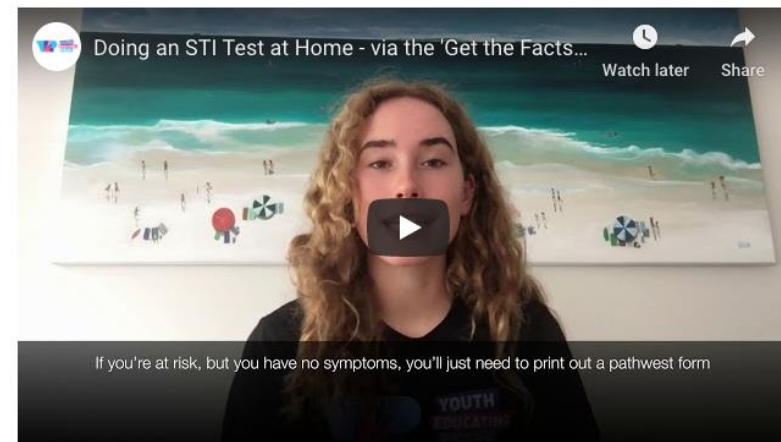 Doing an STI Test at Home - via the 'Get the Facts...
Watch later
Share
If you're at risk, but you have no symptoms, you'll just need to print out a pathwest form
YOUTH
EDUCATING